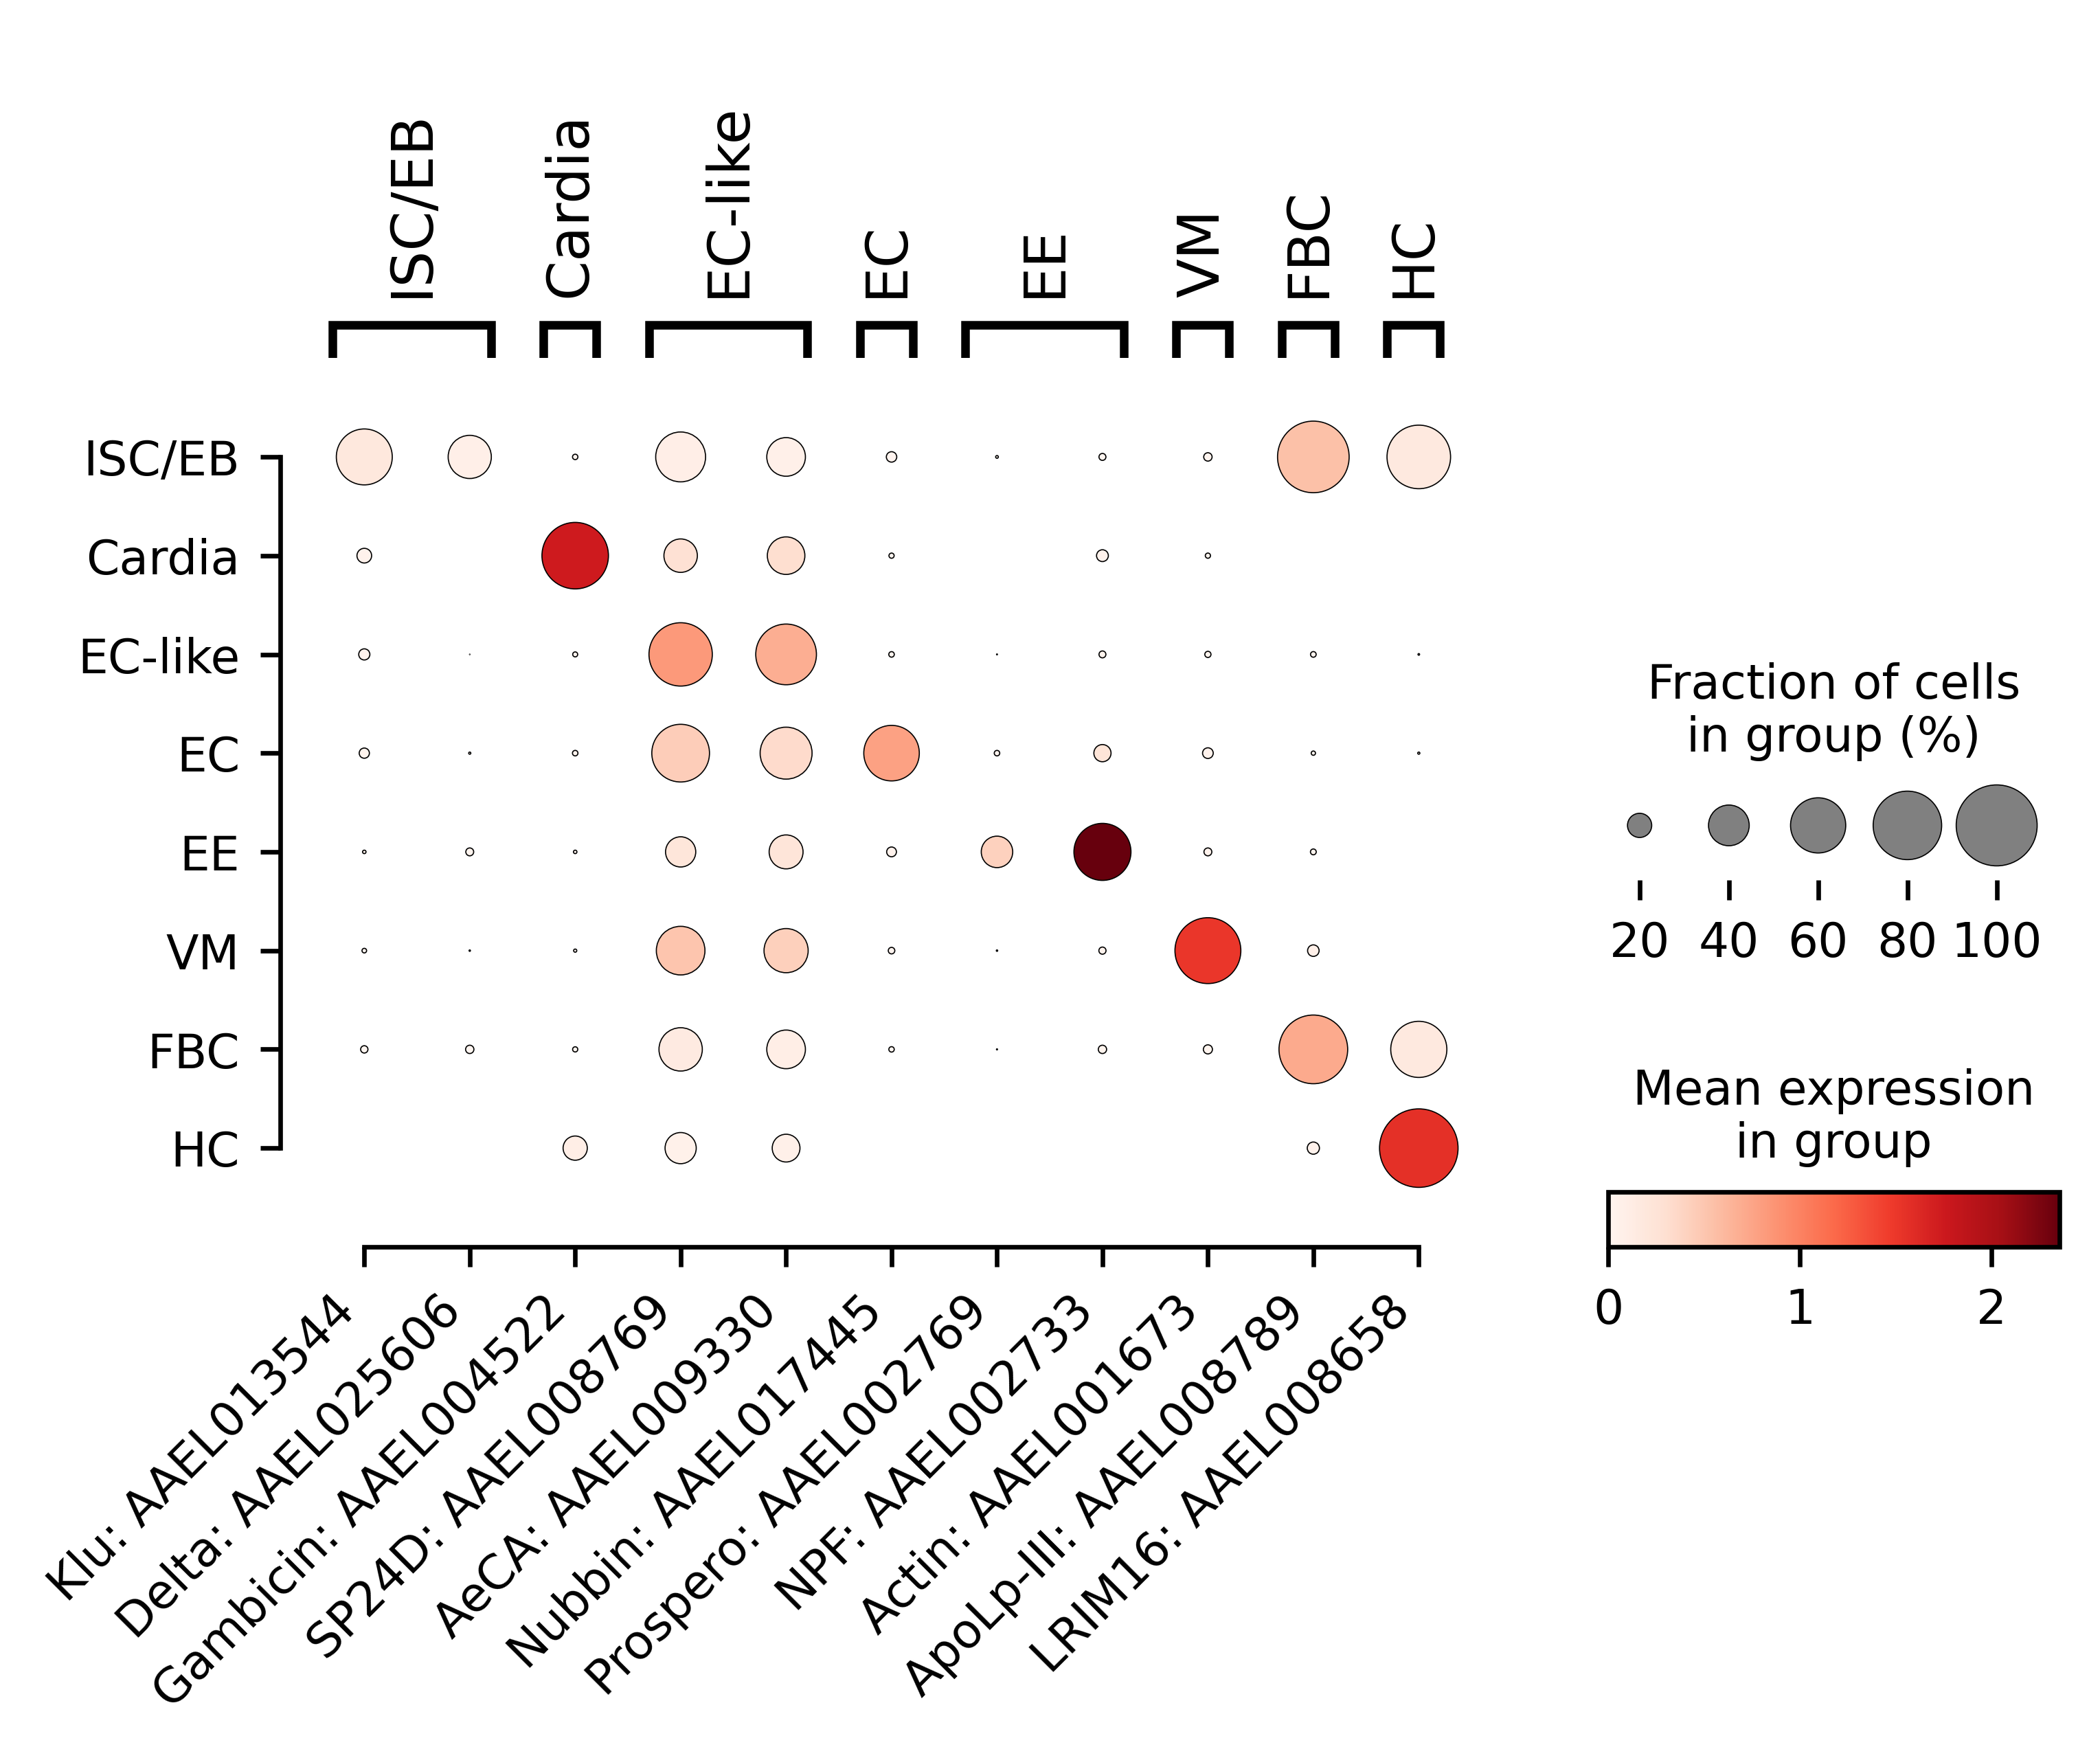 ISC/EB
Cardia
EC-like
EC
EE
VM
FBC
HC
ISC/EB
Cardia
EC-like
EC
EE
VM
FBC
HC
Klu: AAEL013544
Delta: AAEL025606
Gambicin: AAEL004522
SP24D: AAEL008769
AeCA: AAEL009330
Nubbin: AAEL017445
Prospero: AAEL002769
NPF: AAEL002733
Actin: AAEL001673
ApoLp-III: AAEL008789
LRIM16: AAEL008658
Fraction of cells
in group (%)
20 40 60 80 100
Mean expression
in group
0 1 2